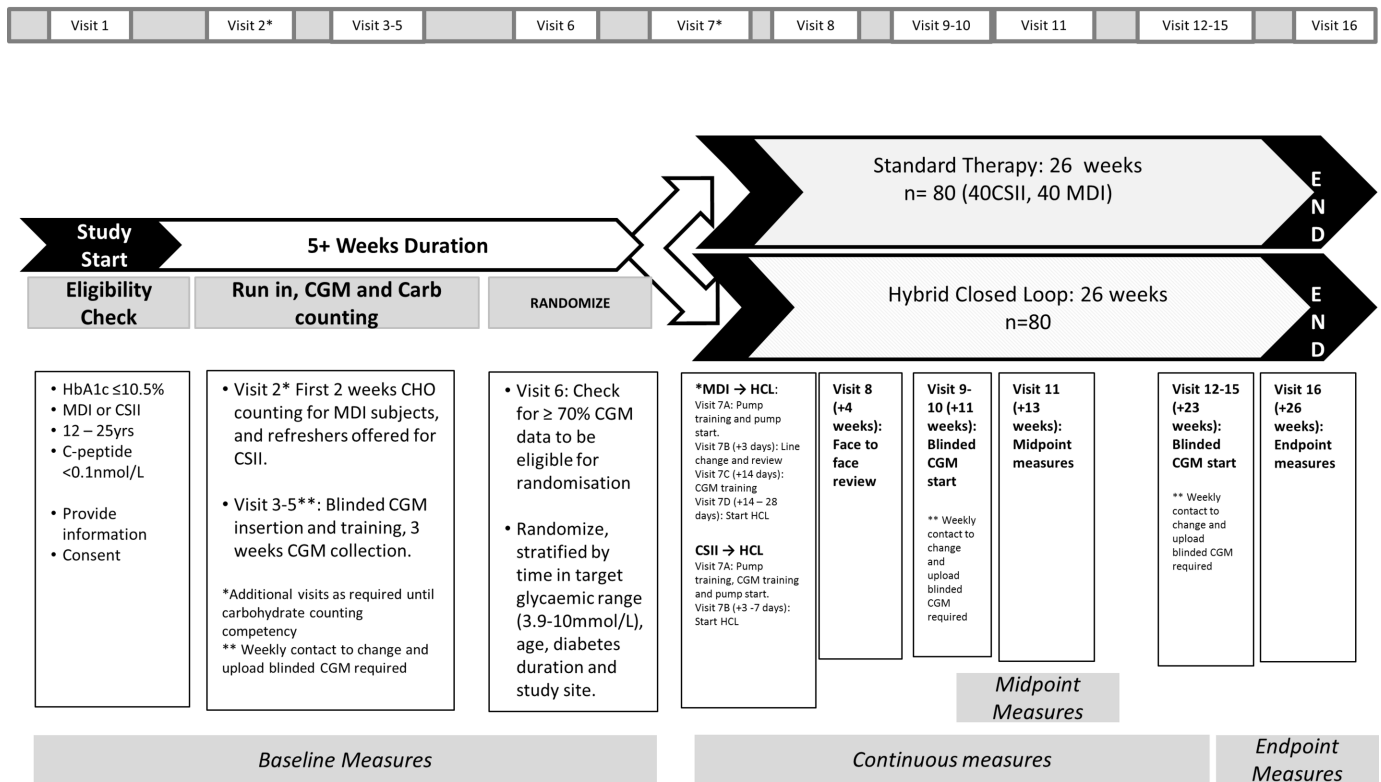 Visit 1
Visit 2*
Visit 3-5
Visit 6
Visit 7*
Visit 8
Visit 9-10
Visit 11
Visit 12-15
Visit 16
Standard Therapy: 26 weeks
n= 80 (40CSII, 40 MDI)
E
N
D
Study
Start
5+ Weeks Duration
Hybrid Closed Loop: 26 weeks
n=80
E
N
D
Eligibility
Check
Run in, CGM and Carb
counting
RANDOMIZE
• HbA1c ≤10.5%
• MDI or CSII
• 12 – 25yrs
• C-peptide
<0.1nmol/L
• Provide
information
• Consent
• Visit 2* First 2 weeks CHO
counting for MDI subjects,
and refreshers offered for
CSII.
• Visit 3-5**: Blinded CGM
insertion and training, 3
weeks CGM collection.
*Additional visits as required until
carbohydrate counting
competency
** Weekly contact to change and
upload blinded CGM required
• Visit 6: Check
for ≥ 70% CGM
data to be
eligible for
randomisation
• Randomize,
stratified by
time in target
glycaemic range
(3.9-10mmol/L),
age, diabetes
duration and
study site.
*MDI → HCL:
Visit 7A: Pump
training and pump
start.
Visit 7B (+3 days): Line
change and review
Visit 7C (+14 days):
CGM training
Visit 7D (+14 – 28
days): Start HCL
CSII → HCL
Visit 7A: Pump
training, CGM training
and pump start.
Visit 7B (+3 -7 days):
Start HCL
Visit 8
(+4
weeks):
Face to
face
review
Visit 9-
10 (+11
weeks):
Blinded
CGM
start
** Weekly
contact to
change
and
upload
blinded
CGM
required
Visit 11
(+13
weeks):
Midpoint
measures
Visit 12-15
(+23
weeks):
Blinded
CGM start
** Weekly
contact to
change and
upload
blinded CGM
required
Visit 16
(+26
weeks):
Endpoint
measures
Midpoint
Measures
Baseline Measures
Continuous measures
Endpoint
Measures